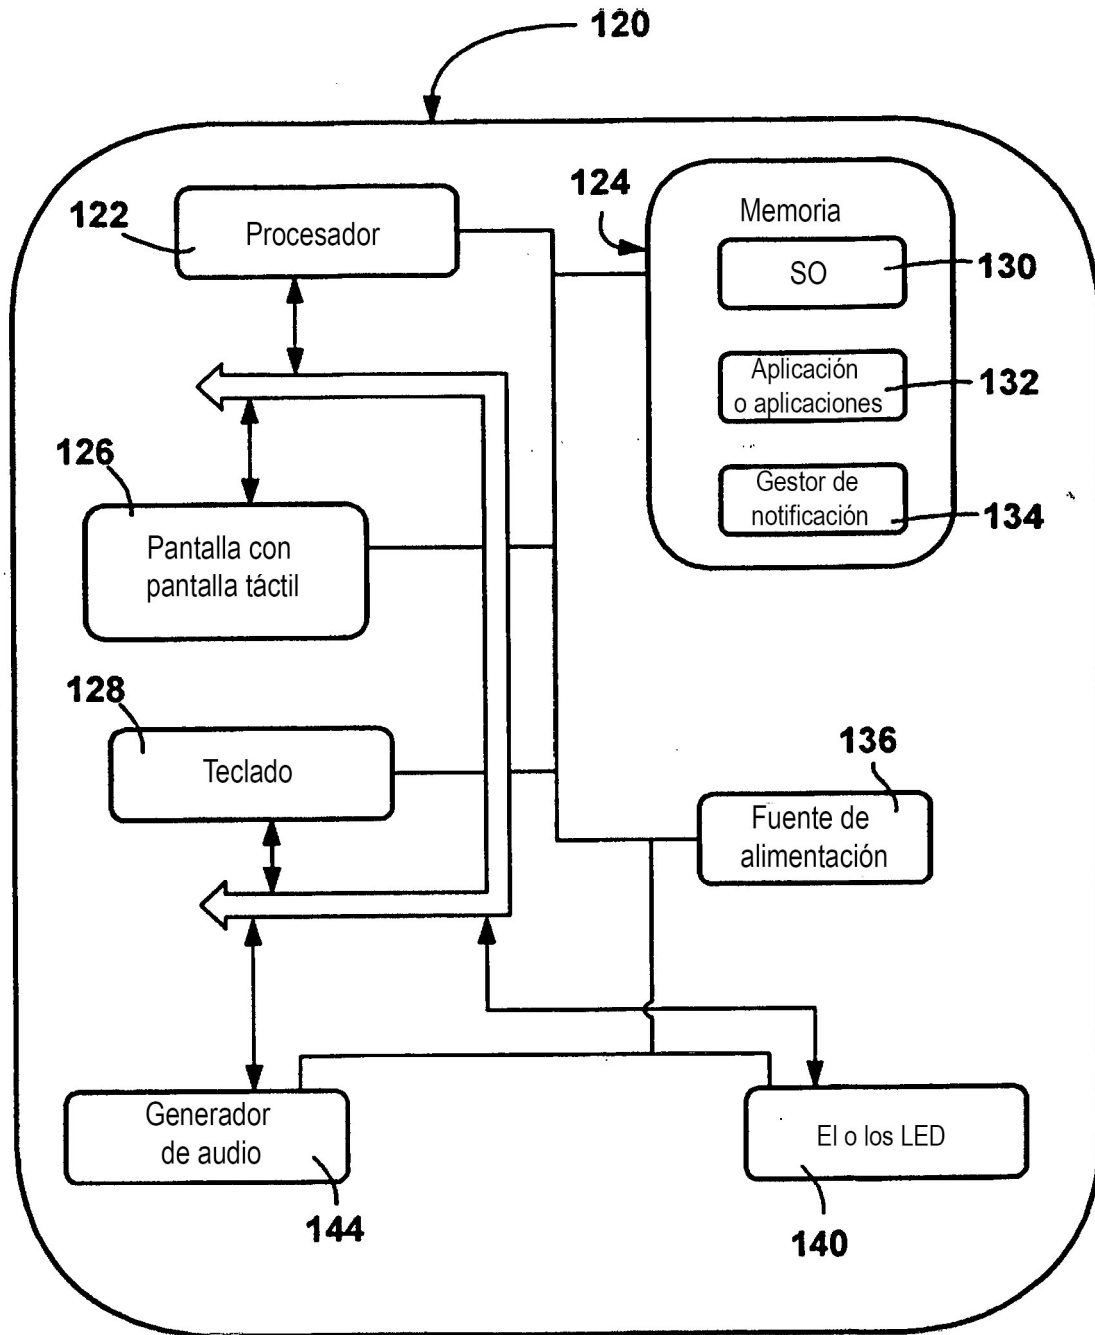 120
124
122
Procesador
Memoria
SO
130
Aplicación
o aplicaciones
132
126
Gestor de
notificación
134
Pantalla con
pantalla táctil
128
Teclado
136
Fuente de
alimentación
Generador
de audio
El o los LED
144
140